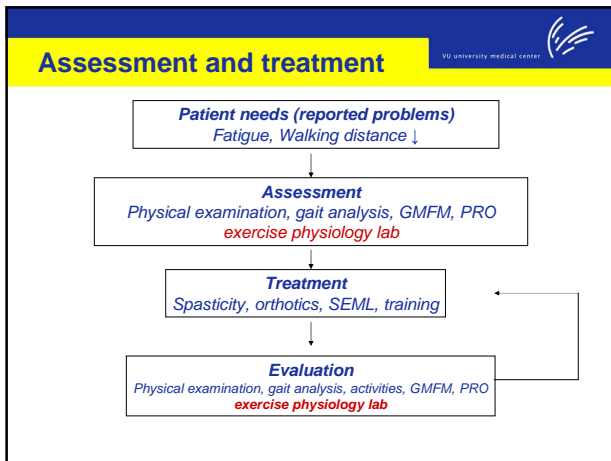 Assessment and treatment
VU university medical center
Patient needs (reported problems)
Fatigue, Walking distance ↓
Assessment
Physical examination, gait analysis, GMFM, PRO
exercise physiology lab
Treatment
Spasticity, orthotics, SEML, training
Evaluation
Physical examination, gait analysis, activities, GMFM, PRO
exercise physiology lab